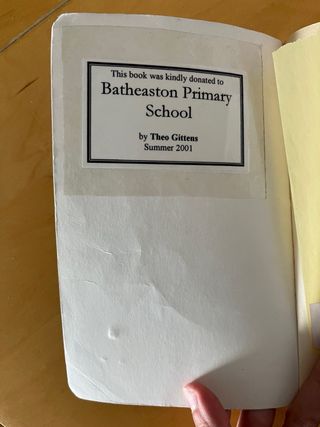 This book was kindly donated to
Batheaston Primary
School
by Theo Gittens
Summer 2001